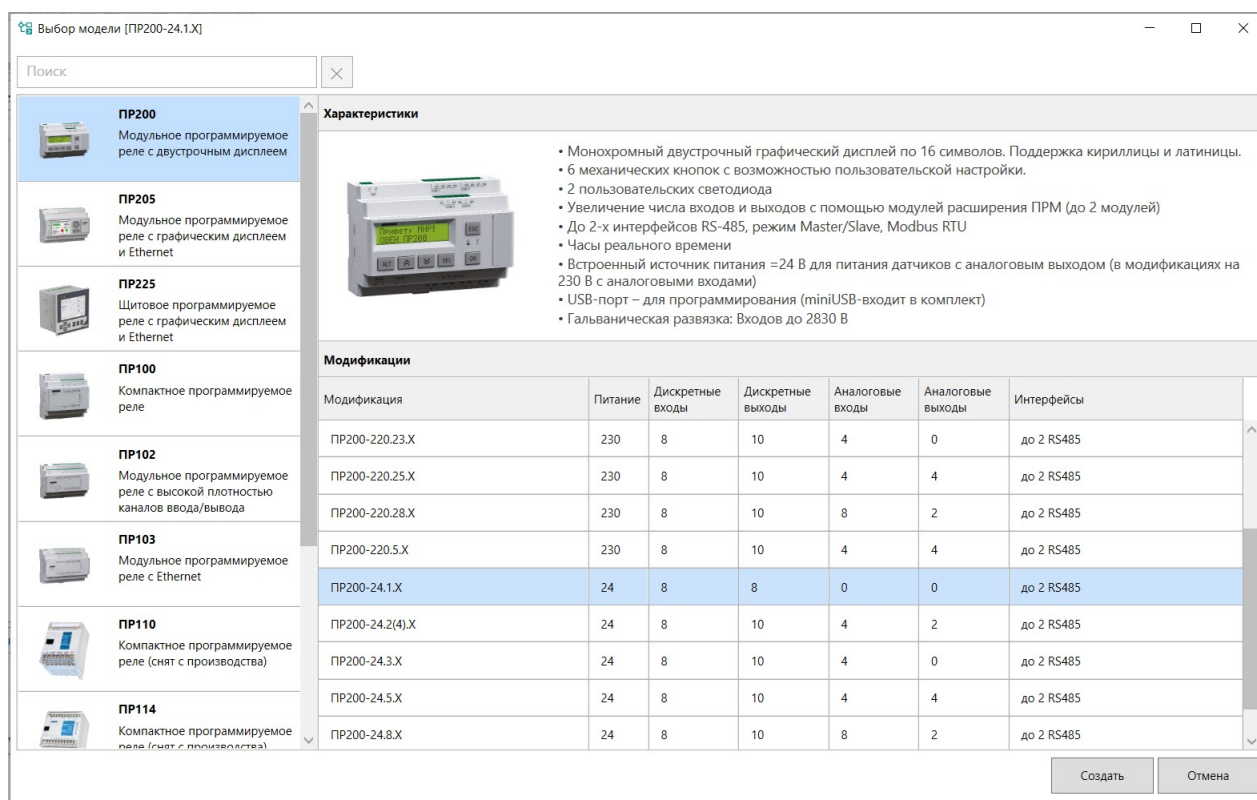 Выбор модели [ПР200-24.1.X]
Поиск
ПР200
Модульное программируемое
реле с двустрочным дисплеем
ПР205
Модульное программируемое
реле с графическим дисплеем
и Ethernet
ПР225
Щитовое программируемое
реле с графическим дисплеем
и Ethernet
ПР100
Компактное программируемое
реле
ПР102
Модульное программируемое
реле с высокой плотностью
каналов ввода/вывода
ПР103
Модульное программируемое
реле с Ethernet
ПР110
Компактное программируемое
реле (снят с производства)
ПР114
Компактное программируемое
реле (снят с производства)
Характеристики
Привет, МИР!
ОВЕН ПР200
ESC
ALT
SEL
OK
• Монохромный двустрочный графический дисплей по 16 символов. Поддержка кириллицы и латиницы.
• 6 механических кнопок с возможностью пользовательской настройки.
• 2 пользовательских светодиода
• Увеличение числа входов и выходов с помощью модулей расширения ПРМ (до 2 модулей)
• До 2-х интерфейсов RS-485, режим Master/Slave, Modbus RTU
• Часы реального времени
• Встроенный источник питания =24 В для питания датчиков с аналоговым выходом (в модификациях на
230 В с аналоговыми входами)
• USB-порт – для программирования (miniUSB-входит в комплект)
• Гальваническая развязка: Входов до 2830 В
Модификации
Модификация Питание Дискретные входы Дискретные выходы Аналоговые входы Аналоговые выходы Интерфейсы
ПР200-220.23.X 230 8 10 4 0 до 2 RS485
ПР200-220.25.X 230 8 10 4 4 до 2 RS485
ПР200-220.28.X 230 8 10 8 2 до 2 RS485
ПР200-220.5.X 230 8 10 4 4 до 2 RS485
ПР200-24.1.X 24 8 8 0 0 до 2 RS485
ПР200-24.2(4).X 24 8 10 4 2 до 2 RS485
ПР200-24.3.X 24 8 10 4 0 до 2 RS485
ПР200-24.5.X 24 8 10 4 4 до 2 RS485
ПР200-24.8.X 24 8 10 8 2 до 2 RS485
Создать
Отмена